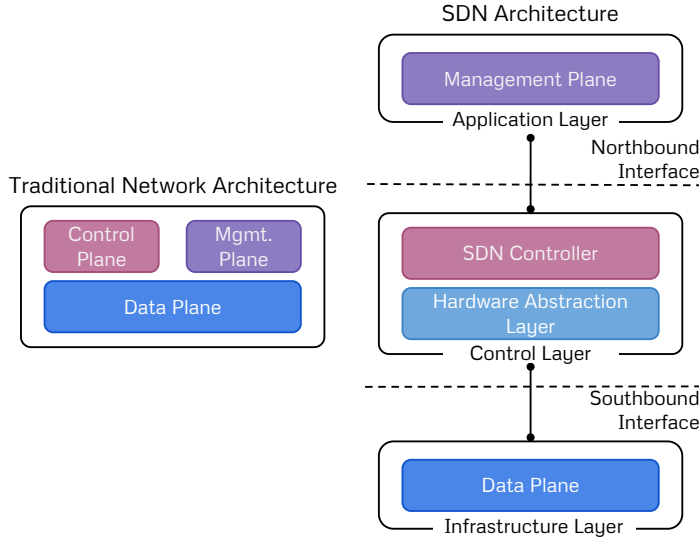 SDN Architecture
Management Plane
Application Layer
Northbound
Interface
Traditional Network Architecture
Control
Plane
Mgmt.
Plane
Data Plane
SDN Controller
Hardware Abstraction
Layer
Control Layer
Southbound
Interface
Data Plane
Infrastructure Layer